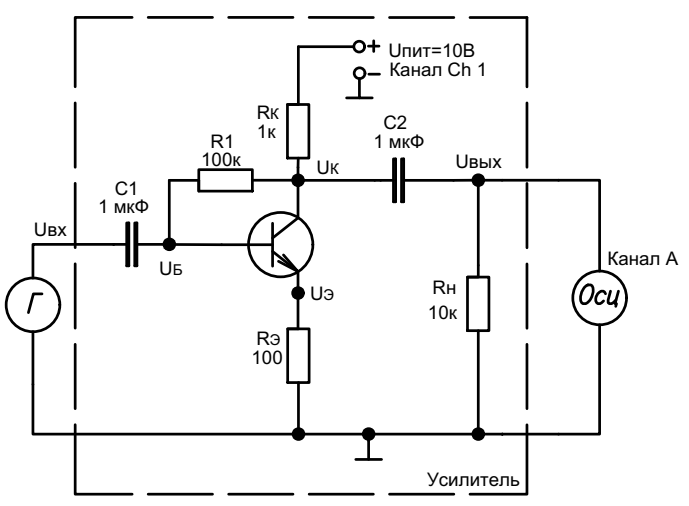 + Uпит=10В
– Канал Ch 1
Rк
1к
C2
1 мкФ
R1
100к
Uк
Uвых
C1
1 мкФ
Uвх
UБ
Канал А
Г
Uэ
Rн
10к
Осц
Rэ
100
Усилитель